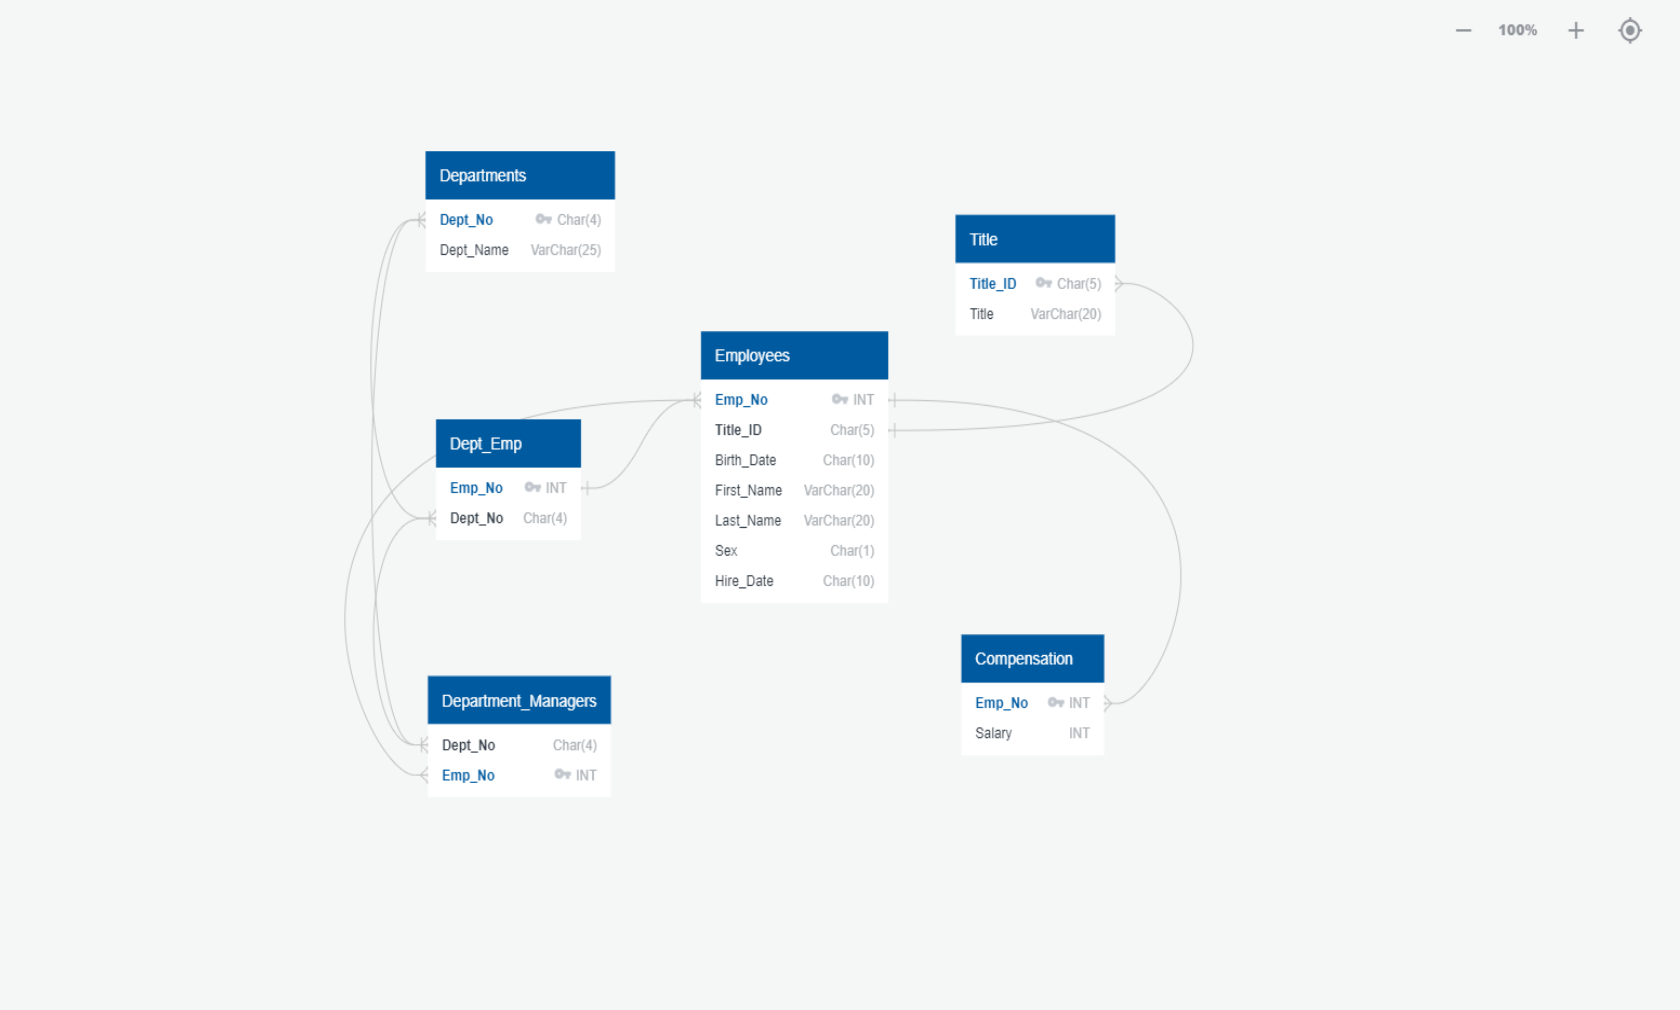 100%
Departments
Dept_No Char(4)
Dept_Name VarChar(25)
Title
Title_ID Char(5)
Title VarChar(20)
Employees
Emp_No INT
Title_ID Char(5)
Birth_Date Char(10)
First_Name VarChar(20)
Last_Name VarChar(20)
Sex Char(1)
Hire_Date Char(10)
Dept_Emp
Emp_No INT
Dept_No Char(4)
Department_Managers
Dept_No Char(4)
Emp_No INT
Compensation
Emp_No INT
Salary INT